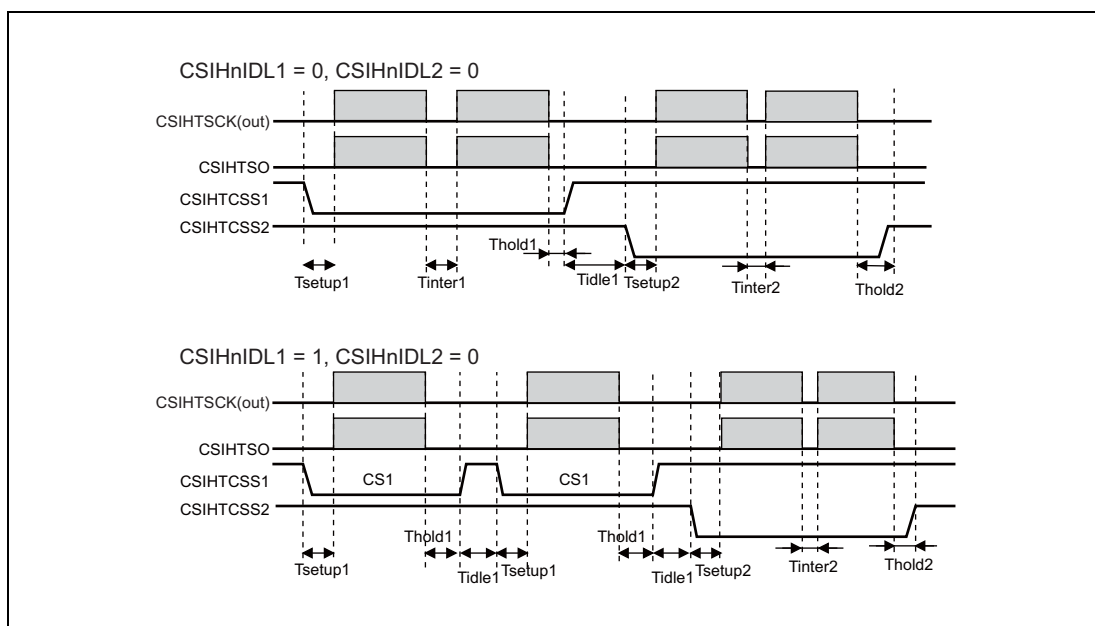 CSIHnIDL1 = 0, CSIHnIDL2 = 0
CSIHTSCK(out)
CSIHTSO
CSIHTCSS1
CSIHTCSS2
Thold1
Tsetup1
Tinter1
Tidle1
Tsetup2
Tinter2
Thold2
CSIHnIDL1 = 1, CSIHnIDL2 = 0
CSIHTSCK(out)
CSIHTSO
CSIHTCSS1
CS1
CS1
CSIHTCSS2
Thold1
Thold1
Tsetup1
Tidle1
Tsetup1
Tidle1
Tsetup2
Tinter2
Thold2